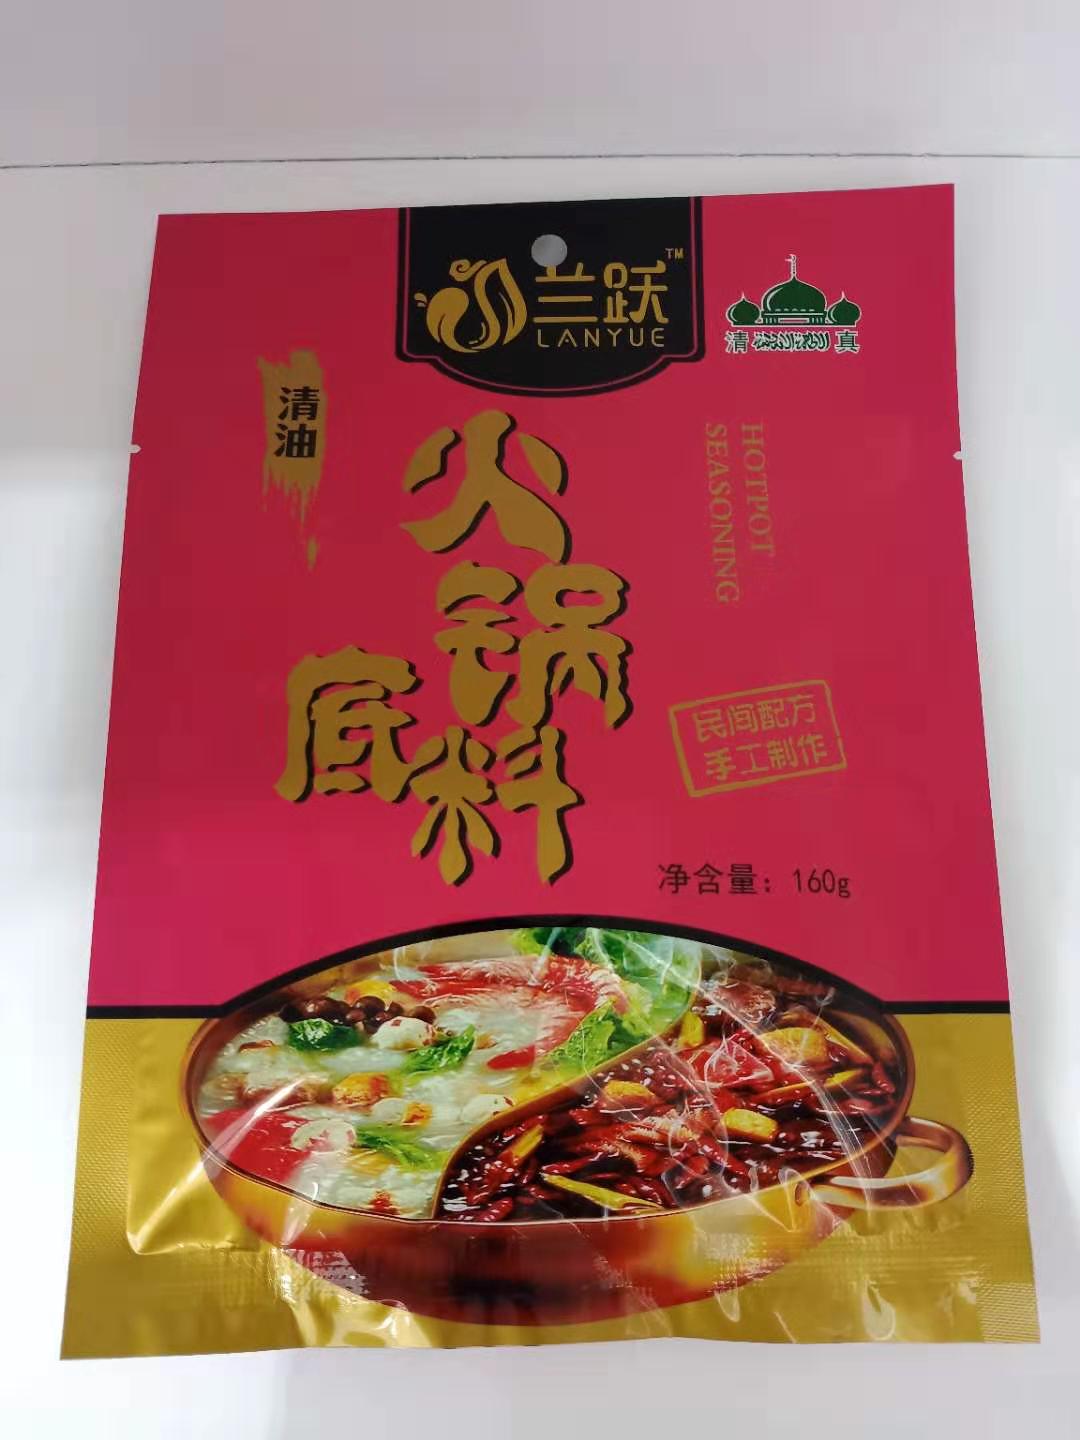 兰跃™
LANYUE
清 真
清油
火锅
底料
HOTPOT
SEASONING
民间配方
手工制作
净含量：160g